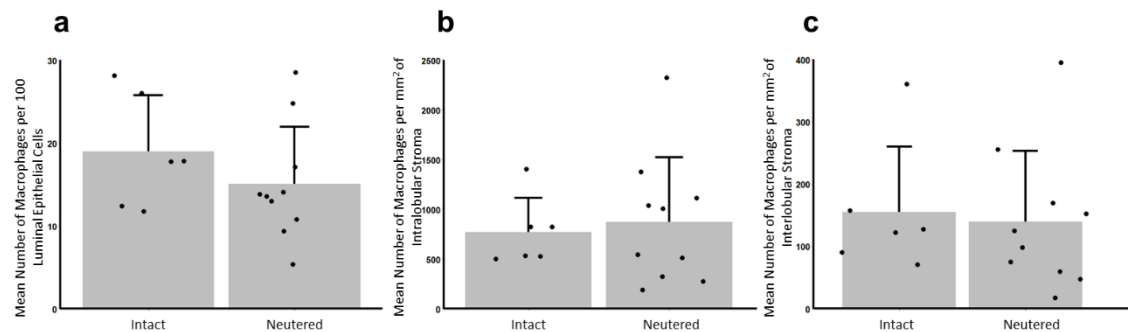 a
Mean Number of Macrophages per 100
Luminal Epithelial Cells
30
20
10
0
Intact
Neutered
b
Mean Number of Macrophages per mm² of
Intralobular Stroma
2500
2000
1500
1000
500
0
Intact
Neutered
c
Mean Number of Macrophages per mm² of
Interlobular Stroma
400
300
200
100
0
Intact
Neutered